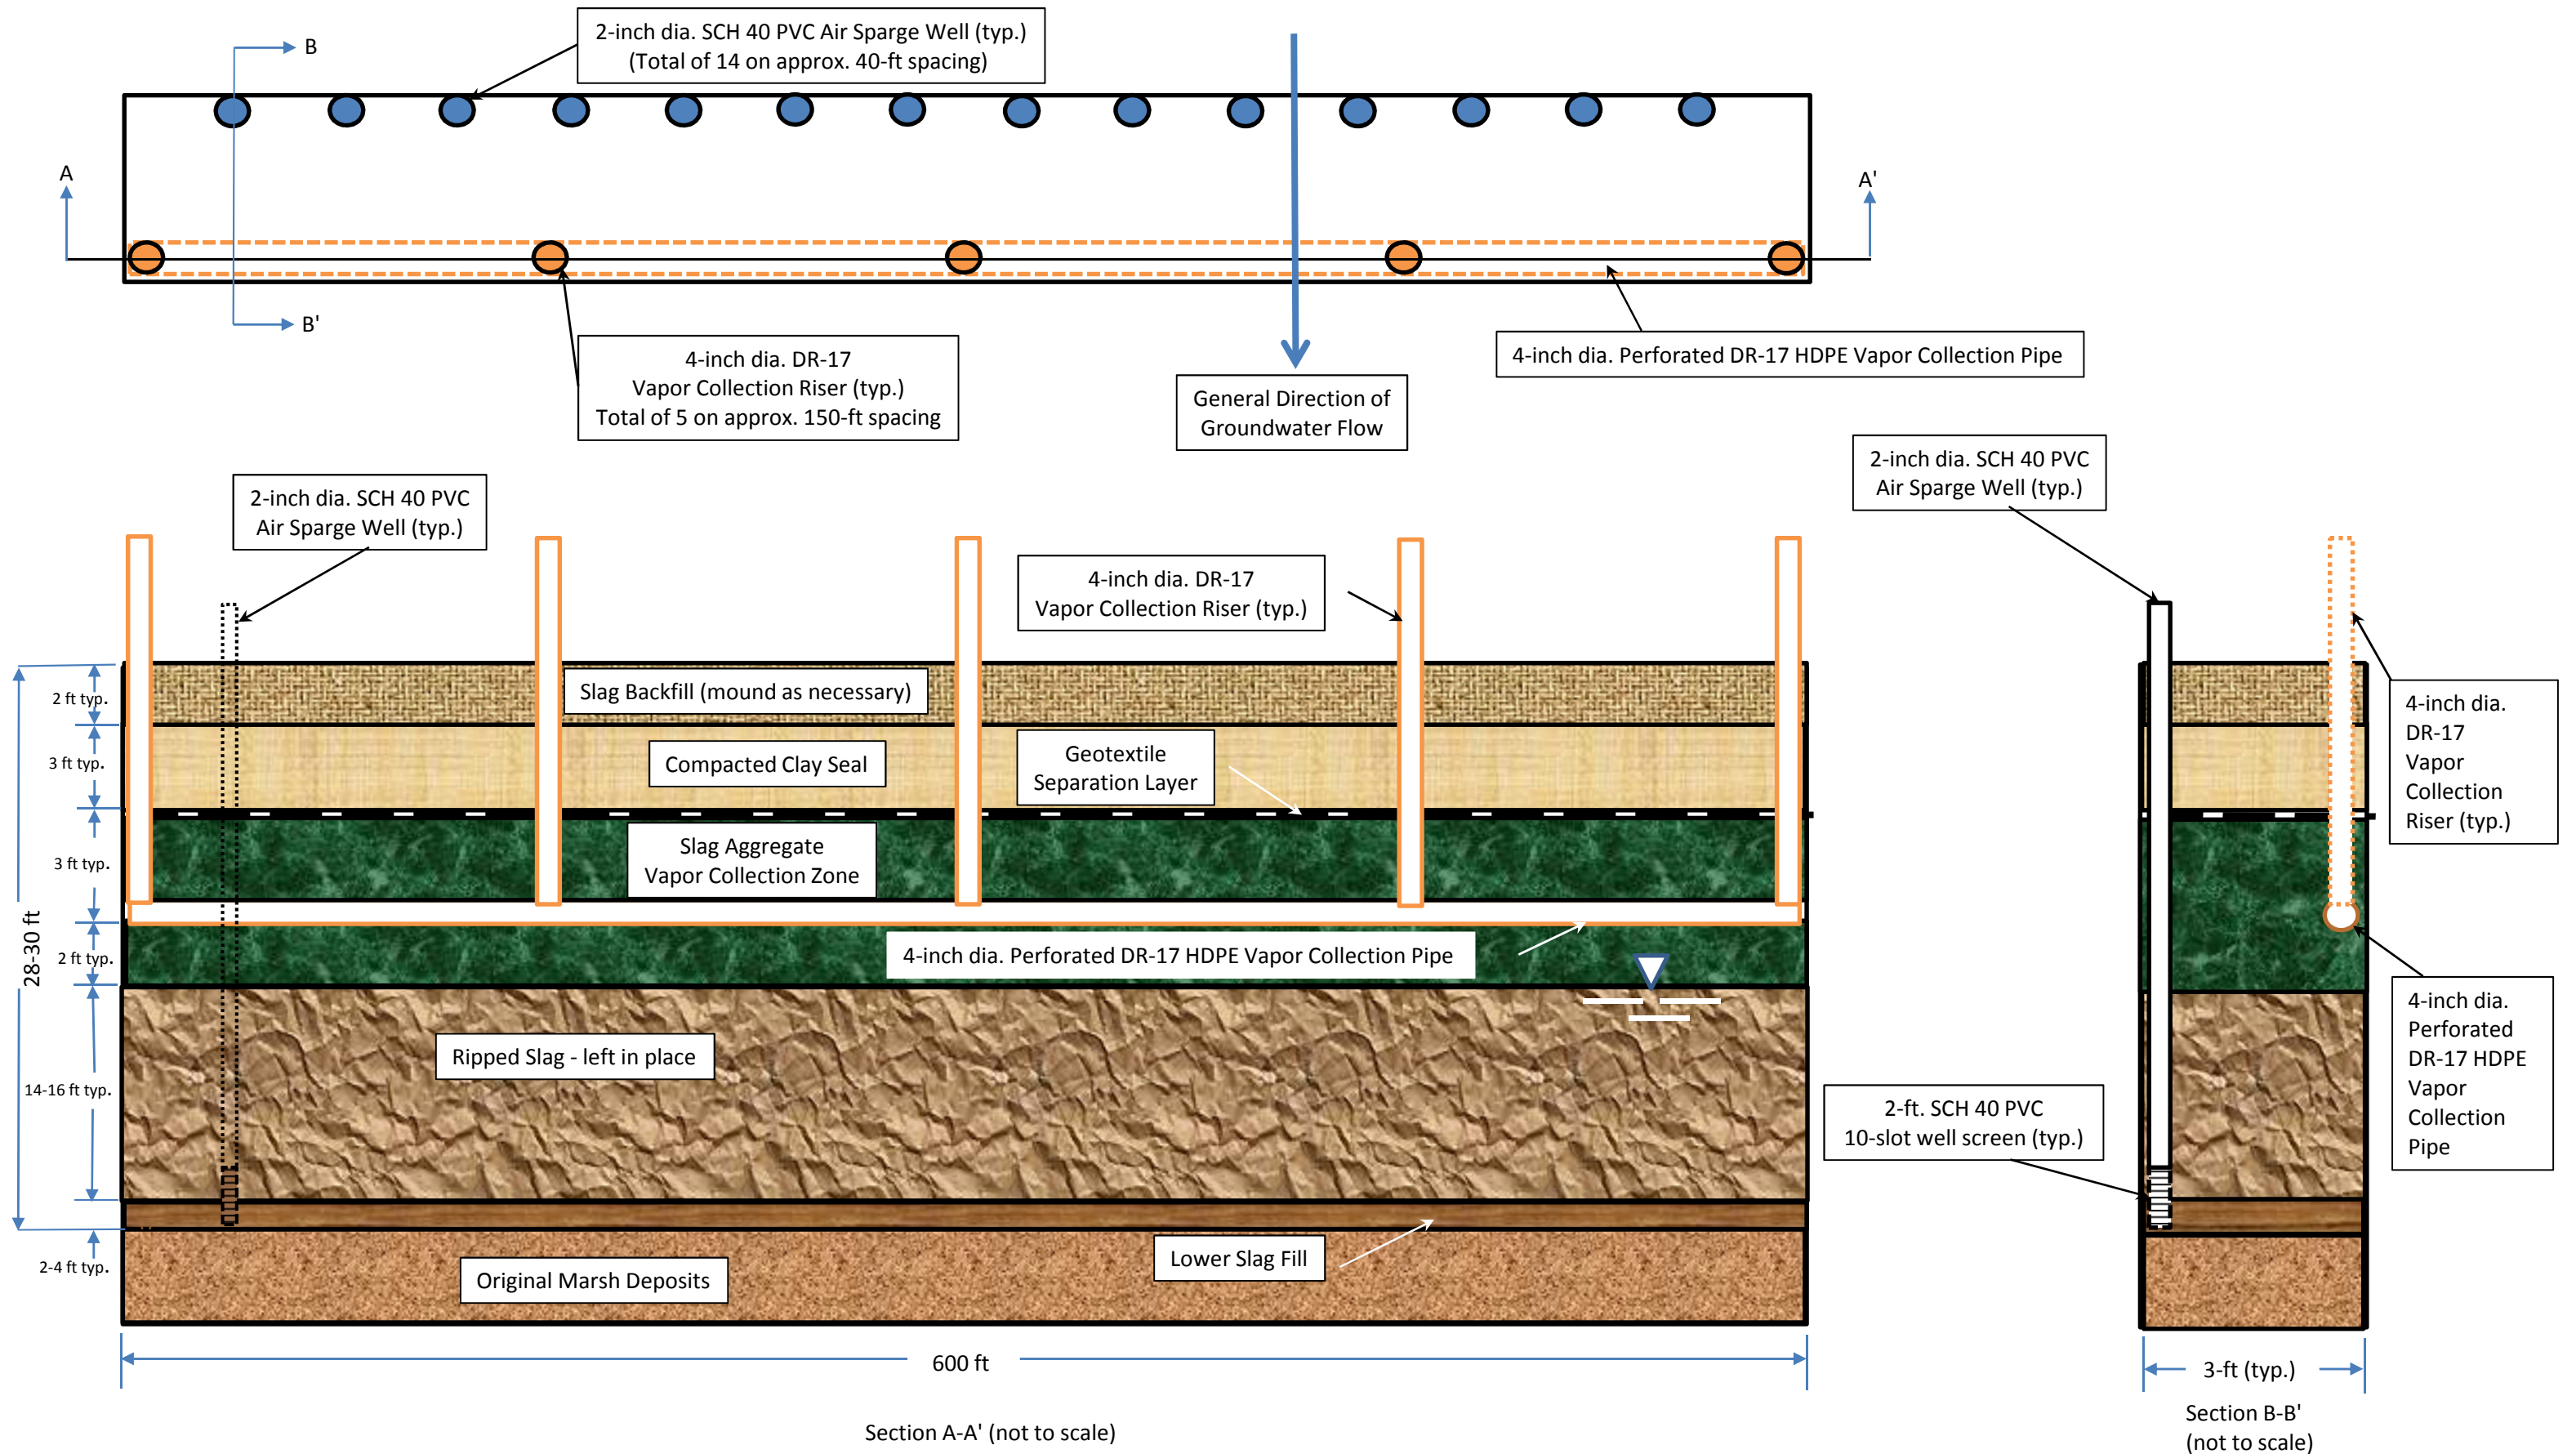 B
2-inch dia. SCH 40 PVC Air Sparge Well (typ.)
(Total of 14 on approx. 40-ft spacing)
A
A'
B'
4-inch dia. DR-17
Vapor Collection Riser (typ.)
Total of 5 on approx. 150-ft spacing
General Direction of
Groundwater Flow
4-inch dia. Perforated DR-17 HDPE Vapor Collection Pipe
2-inch dia. SCH 40 PVC
Air Sparge Well (typ.)
4-inch dia. DR-17
Vapor Collection Riser (typ.)
2 ft typ.
3 ft typ.
3 ft typ.
2 ft typ.
28-30 ft
14-16 ft typ.
2-4 ft typ.
Slag Backfill (mound as necessary)
Compacted Clay Seal
Geotextile
Separation Layer
Slag Aggregate
Vapor Collection Zone
4-inch dia. Perforated DR-17 HDPE Vapor Collection Pipe
Ripped Slag - left in place
Lower Slag Fill
Original Marsh Deposits
600 ft
Section A-A' (not to scale)
2-inch dia. SCH 40 PVC
Air Sparge Well (typ.)
4-inch dia.
DR-17
Vapor
Collection
Riser (typ.)
4-inch dia.
Perforated
DR-17 HDPE
Vapor
Collection
Pipe
2-ft. SCH 40 PVC
10-slot well screen (typ.)
3-ft (typ.)
Section B-B'
(not to scale)